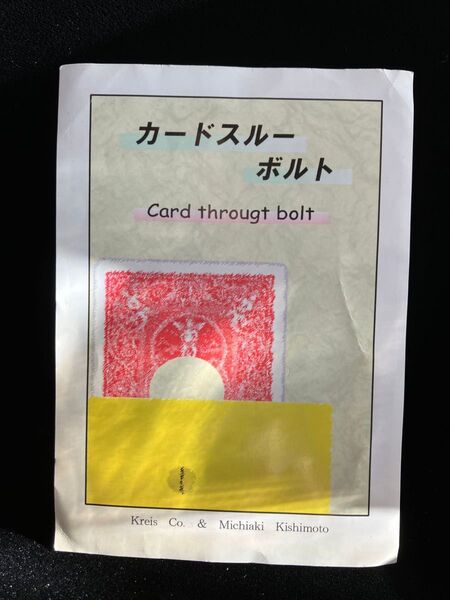 カードスルー
ボルト
Card througt bolt
Kreis Co. & Michiaki Kishimoto